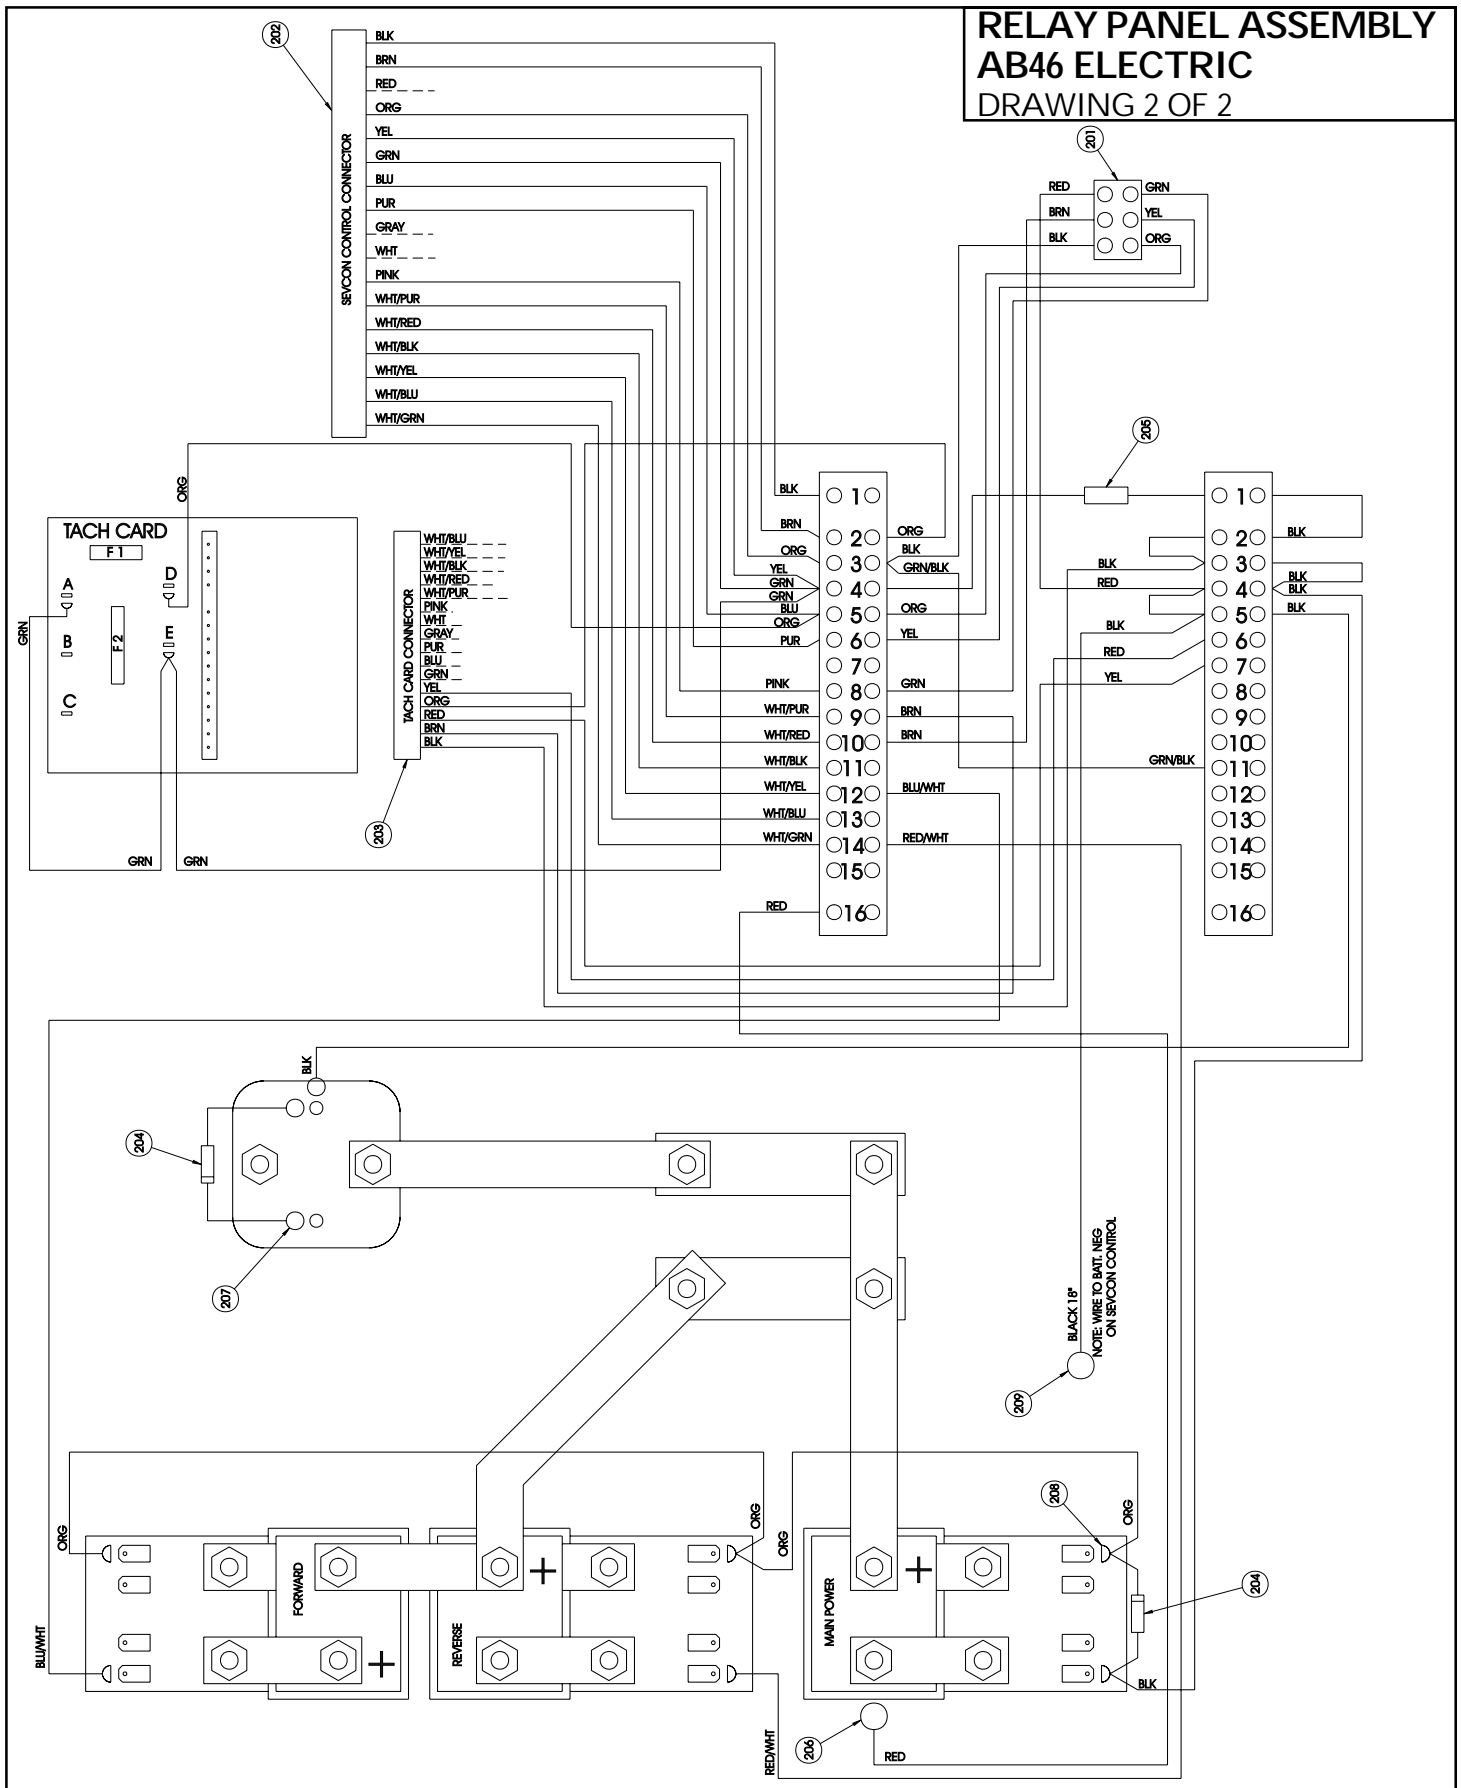 RELAY PANEL ASSEMBLY
AB46 ELECTRIC
DRAWING 2 OF 2
202
SEVCON CONTROL CONNECTOR
BLK
BRN
RED
ORG
YEL
GRN
BLU
PUR
GRAY
WHT
PINK
WHT/PUR
WHT/RED
WHT/BLK
WHT/YEL
WHT/BLU
WHT/GRN
201
RED
BRN
BLK
GRN
YEL
ORG
205
ORG
TACH CARD
F 1
F 2
A
B
C
D
E
GRN
GRN
GRN
TACH CARD CONNECTOR
WHT/BLU
WHT/YEL
WHT/BLK
WHT/RED
WHT/PUR
PINK
WHT
GRAY
PUR
BLU
GRN
YEL
ORG
RED
BRN
BLK
203
BLK
BRN
ORG
YEL
GRN
GRN
BLU
ORG
PUR
PINK
WHT/PUR
WHT/RED
WHT/BLK
WHT/YEL
WHT/BLU
WHT/GRN
RED
1
2
3
4
5
6
7
8
9
10
11
12
13
14
15
16
ORG
BLK
GRN/BLK
ORG
YEL
GRN
BRN
BRN
BLU/WHT
RED/WHT
BLK
RED
BLK
RED
YEL
GRN/BLK
1
2
3
4
5
6
7
8
9
10
11
12
13
14
15
16
BLK
BLK
BLK
BLK
BLK
204
207
BLACK 18"
NOTE: WIRE TO BATT. NEG
ON SEVCON CONTROL
209
ORG
BLU/WHT
FORWARD
+
REVERSE
+
ORG
ORG
RED/WHT
MAIN POWER
+
208
ORG
204
BLK
206
RED